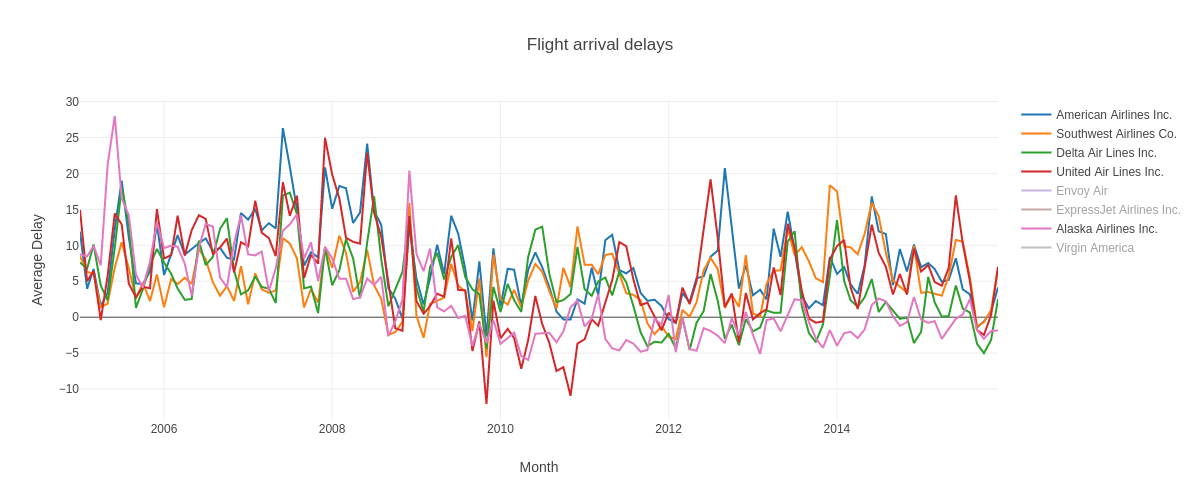 Flight arrival delays
30
25
20
15
10
5
0
−5
−10
Average Delay
2006
2008
2010
2012
2014
Month
American Airlines Inc.
Southwest Airlines Co.
Delta Air Lines Inc.
United Air Lines Inc.
Envoy Air
ExpressJet Airlines Inc.
Alaska Airlines Inc.
Virgin America